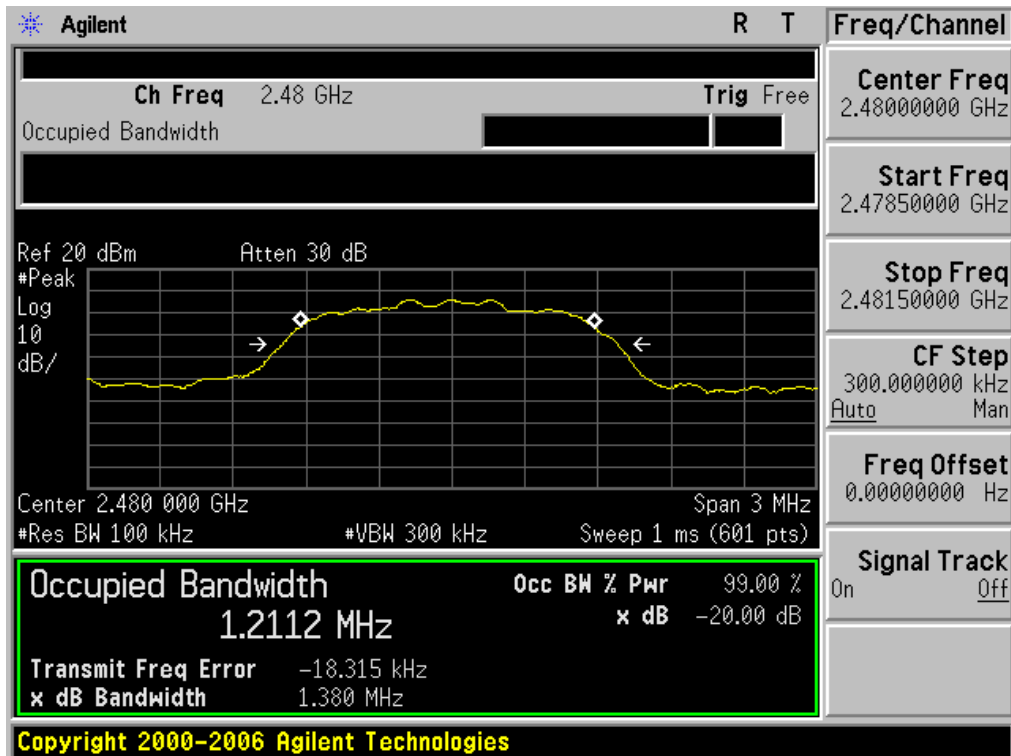 Agilent R T
Freq/Channel
Ch Freq 2.48 GHz Trig Free
Occupied Bandwidth
Center Freq
2.48000000 GHz
Start Freq
2.47850000 GHz
Stop Freq
2.48150000 GHz
CF Step
300.000000 kHz
Auto Man
Freq Offset
0.00000000 Hz
Signal Track
On Off
Ref 20 dBm Atten 30 dB
#Peak
Log
10
dB/
Center 2.480 000 GHz Span 3 MHz
#Res BW 100 kHz #VBW 300 kHz Sweep 1 ms (601 pts)
Occupied Bandwidth Occ BW % Pwr 99.00 %
1.2112 MHz x dB -20.00 dB
Transmit Freq Error -18.315 kHz
x dB Bandwidth 1.380 MHz
Copyright 2000-2006 Agilent Technologies